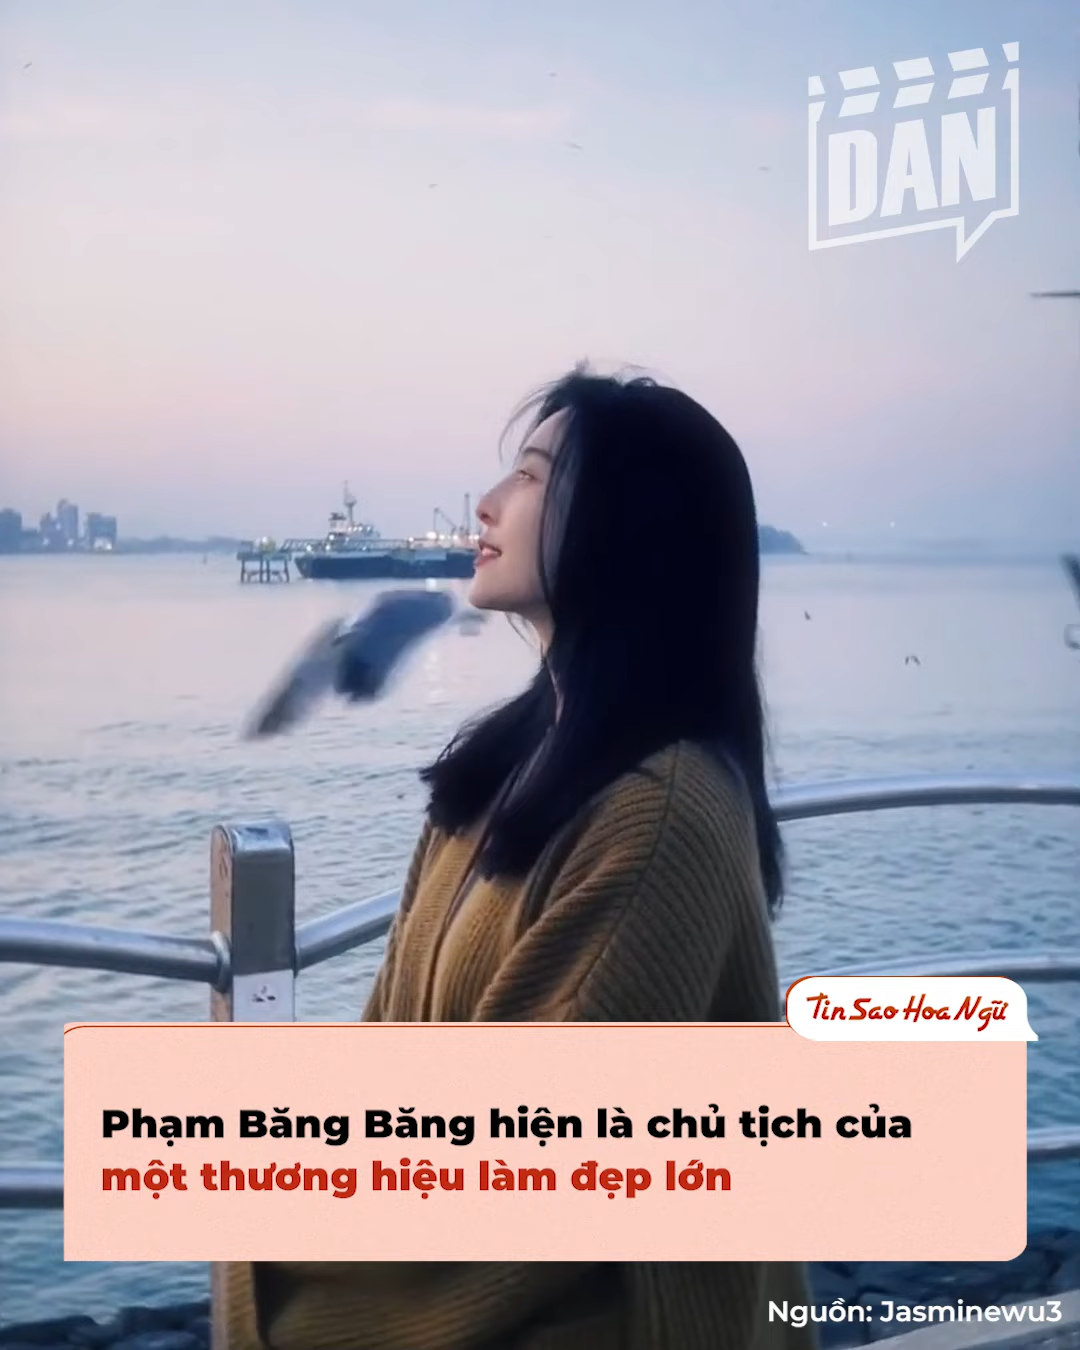 DAN
Tin Sao Hoa Ngữ
Phạm Băng Băng hiện là chủ tịch của
một thương hiệu làm đẹp lớn
Nguồn: Jasminewu3